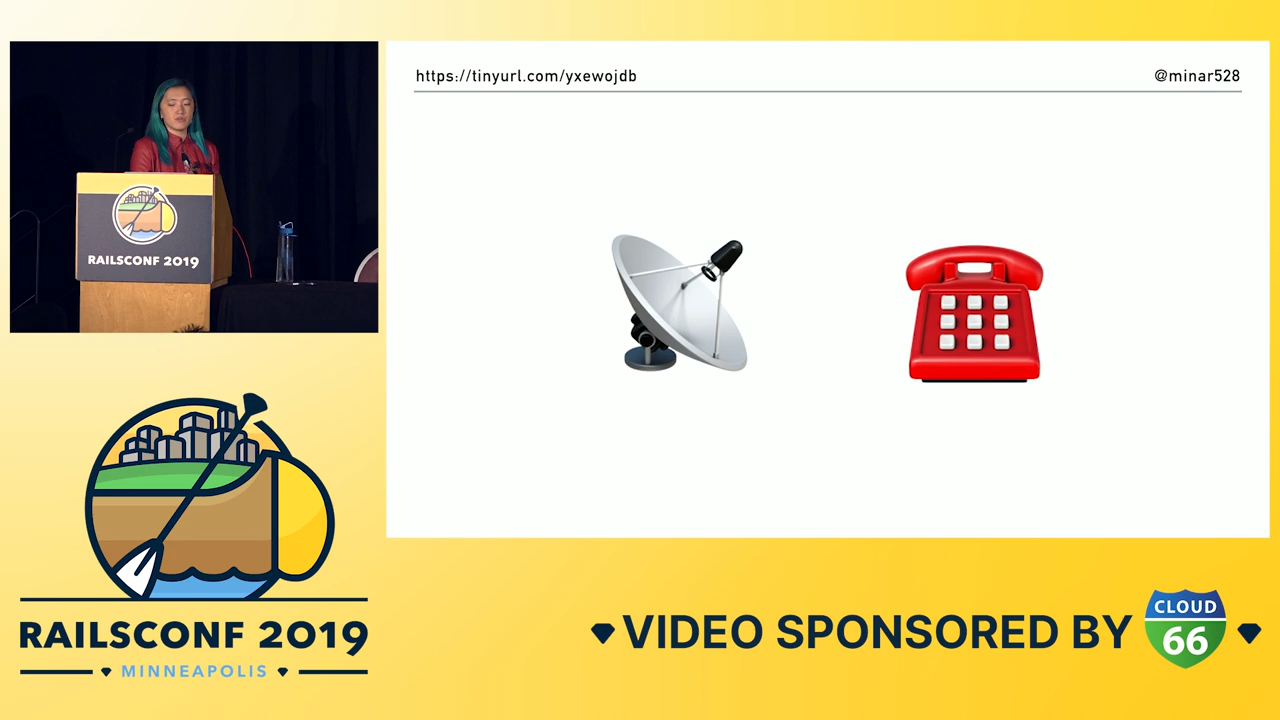 https://tinyurl.com/yxewojdb
@minar528
RAILSCONF 2019
RAILSCONF 2019
MINNEAPOLIS
VIDEO SPONSORED BY
CLOUD
66